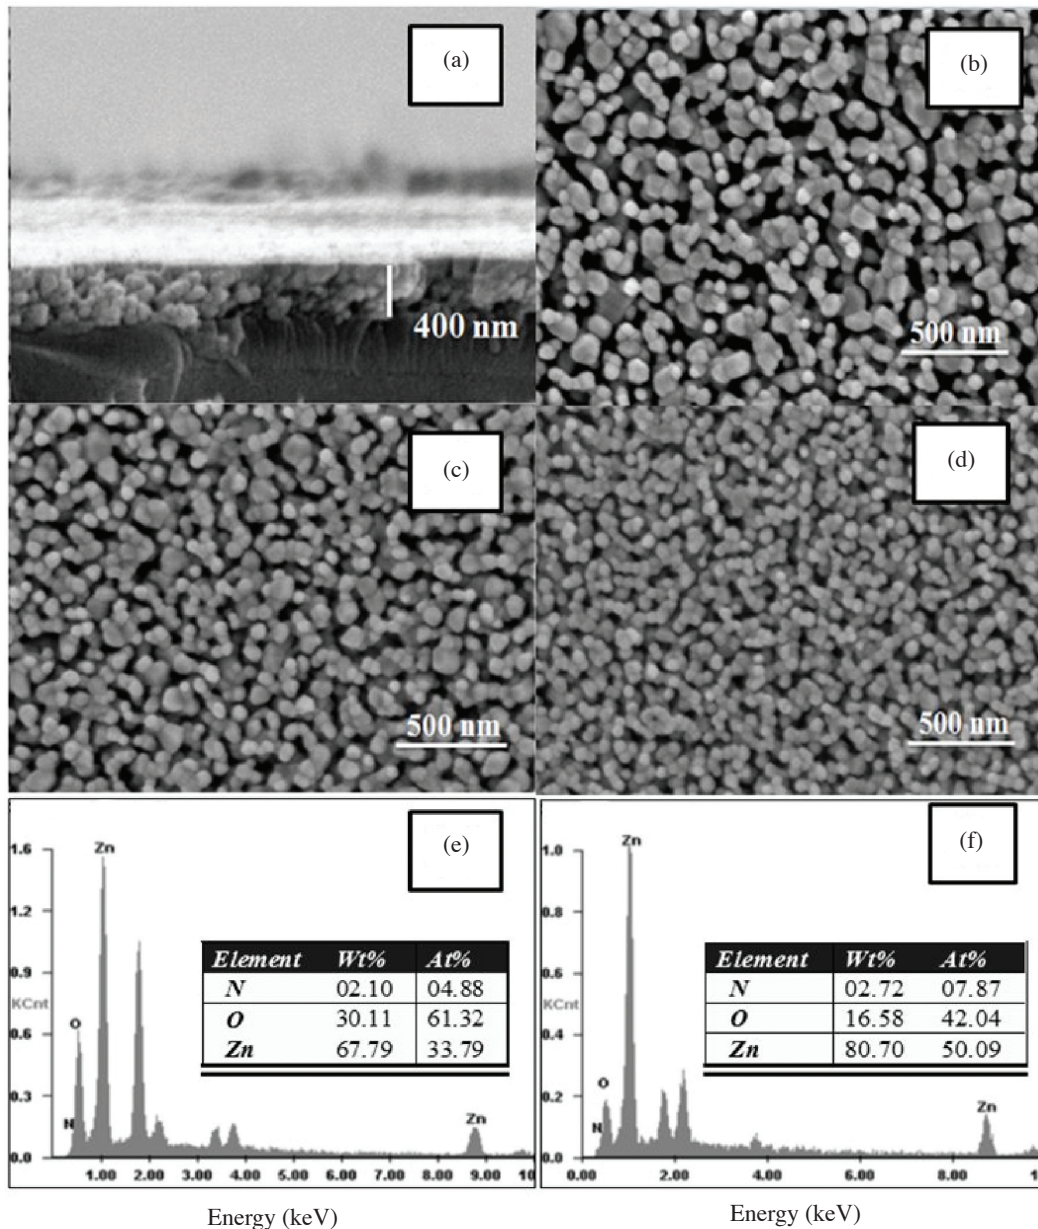 (a)
400 nm
(b)
500 nm
(c)
500 nm
(d)
500 nm
(e)
1.6
1.2
0.9
KCnt
0.6
0.3
0.0
Zn
O
N
Zn
Element Wt% At%
N 02.10 04.88
O 30.11 61.32
Zn 67.79 33.79
1.00 2.00 3.00 4.00 5.00 6.00 7.00 8.00 9.00 10
Energy (keV)
(f)
1.0
0.8
0.6
KCnt
0.4
0.2
0.0
Zn
O
N
Zn
Element Wt% At%
N 02.72 07.87
O 16.58 42.04
Zn 80.70 50.09
0.00 2.00 4.00 6.00 8.00 1
Energy (keV)